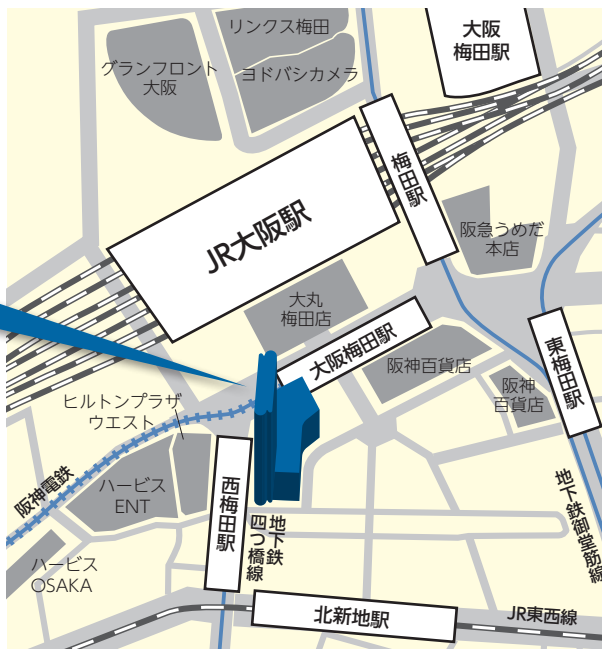 リンクス梅田
ヨドバシカメラ
グランフロント
大阪
大阪
梅田駅
梅田駅
JR大阪駅
阪急うめだ
本店
大丸
梅田店
大阪梅田駅
阪神百貨店
阪神
百貨店
東梅田駅
ヒルトンプラザ
ウエスト
阪神電鉄
ハービス
ENT
西梅田駅
地下鉄
四つ橋線
地下鉄御堂筋線
ハービス
OSAKA
北新地駅
JR東西線